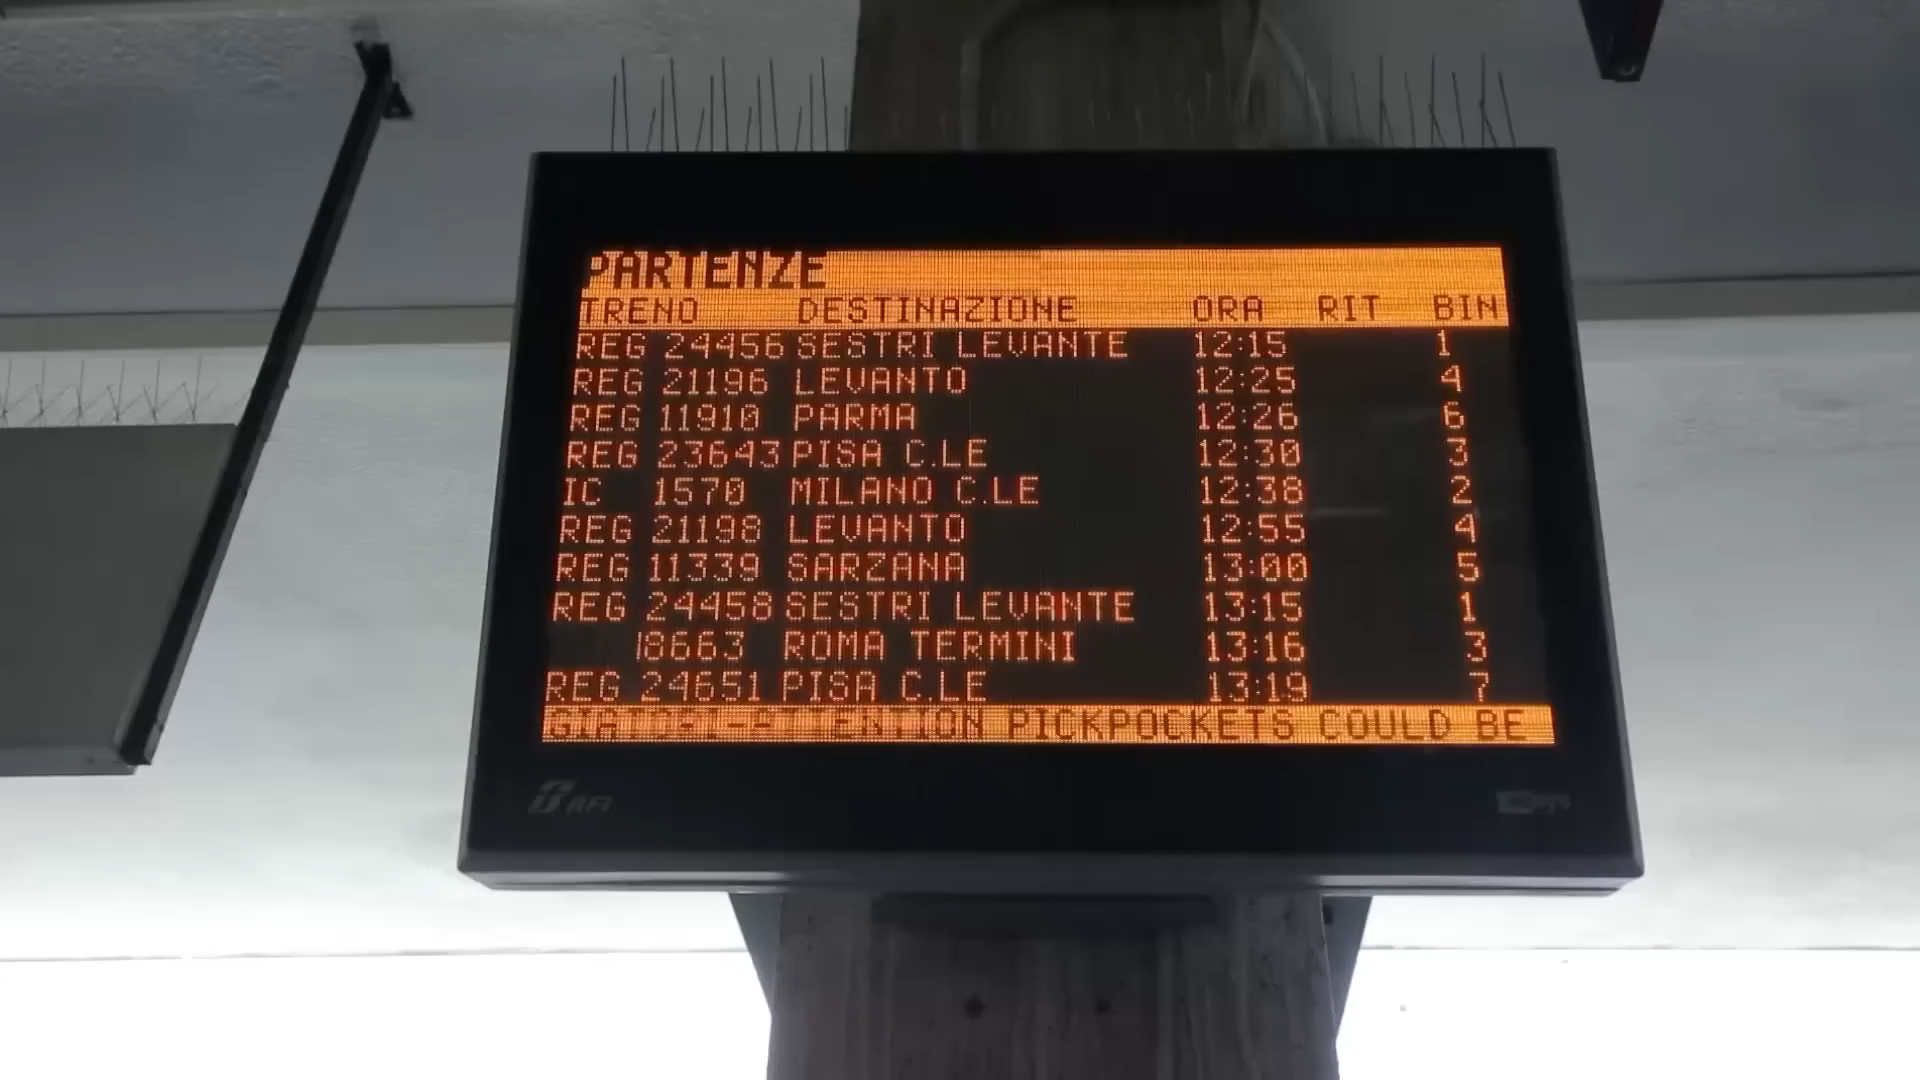 PARTENZE
TRENO DESTINAZIONE ORA RIT BIN
REG 24456 SESTRI LEVANTE 12:15 1
REG 21196 LEVANTO 12:25 4
REG 11910 PARMA 12:26 6
REG 23643 PISA C.LE 12:30 3
IC 1570 MILANO C.LE 12:38 2
REG 21198 LEVANTO 12:55 4
REG 11339 SARZANA 13:00 5
REG 24458 SESTRI LEVANTE 13:15 1
8663 ROMA TERMINI 13:16 3
REG 24651 PISA C.LE 13:19 7
ATTENTION PICKPOCKETS COULD BE
RFI